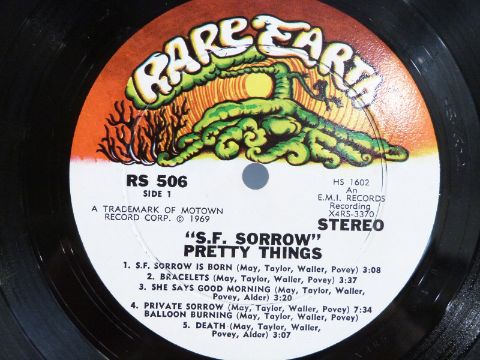 RARE EARTH
RS 506
SIDE 1
HS 1602
An
E.M.I. RECORDS
Recording
X4RS-3370
STEREO
A TRADEMARK OF MOTOWN
RECORD CORP. © 1969
"S.F. SORROW"
PRETTY THINGS
1. S.F. SORROW IS BORN (May, Taylor, Waller, Povey) 3:08
2. BRACELETS (May, Taylor, Waller, Povey) 3:37
3. SHE SAYS GOOD MORNING (May, Taylor, Waller,
Povey, Alder) 3:20
4. PRIVATE SORROW (May, Taylor, Waller, Povey) 7:34
BALLOON BURNING (May, Taylor, Waller, Povey)
5. DEATH (May, Taylor, Waller,
Povey, Alder) 3:07